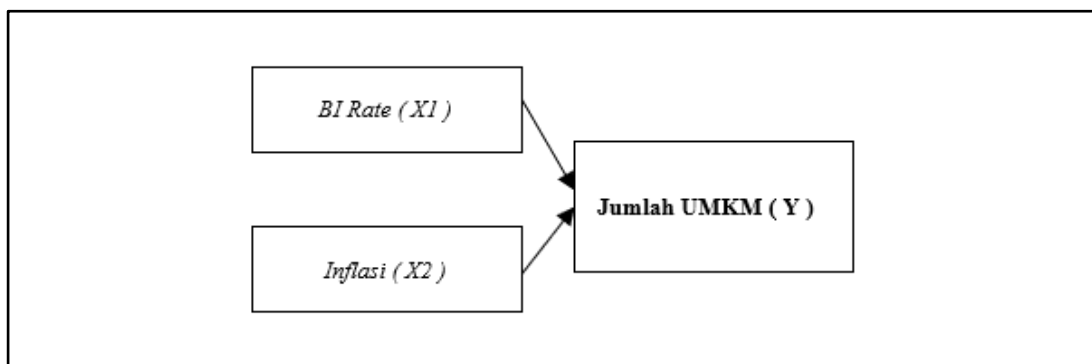 BI Rate ( X1 )
Jumlah UMKM ( Y )
Inflasi ( X2 )